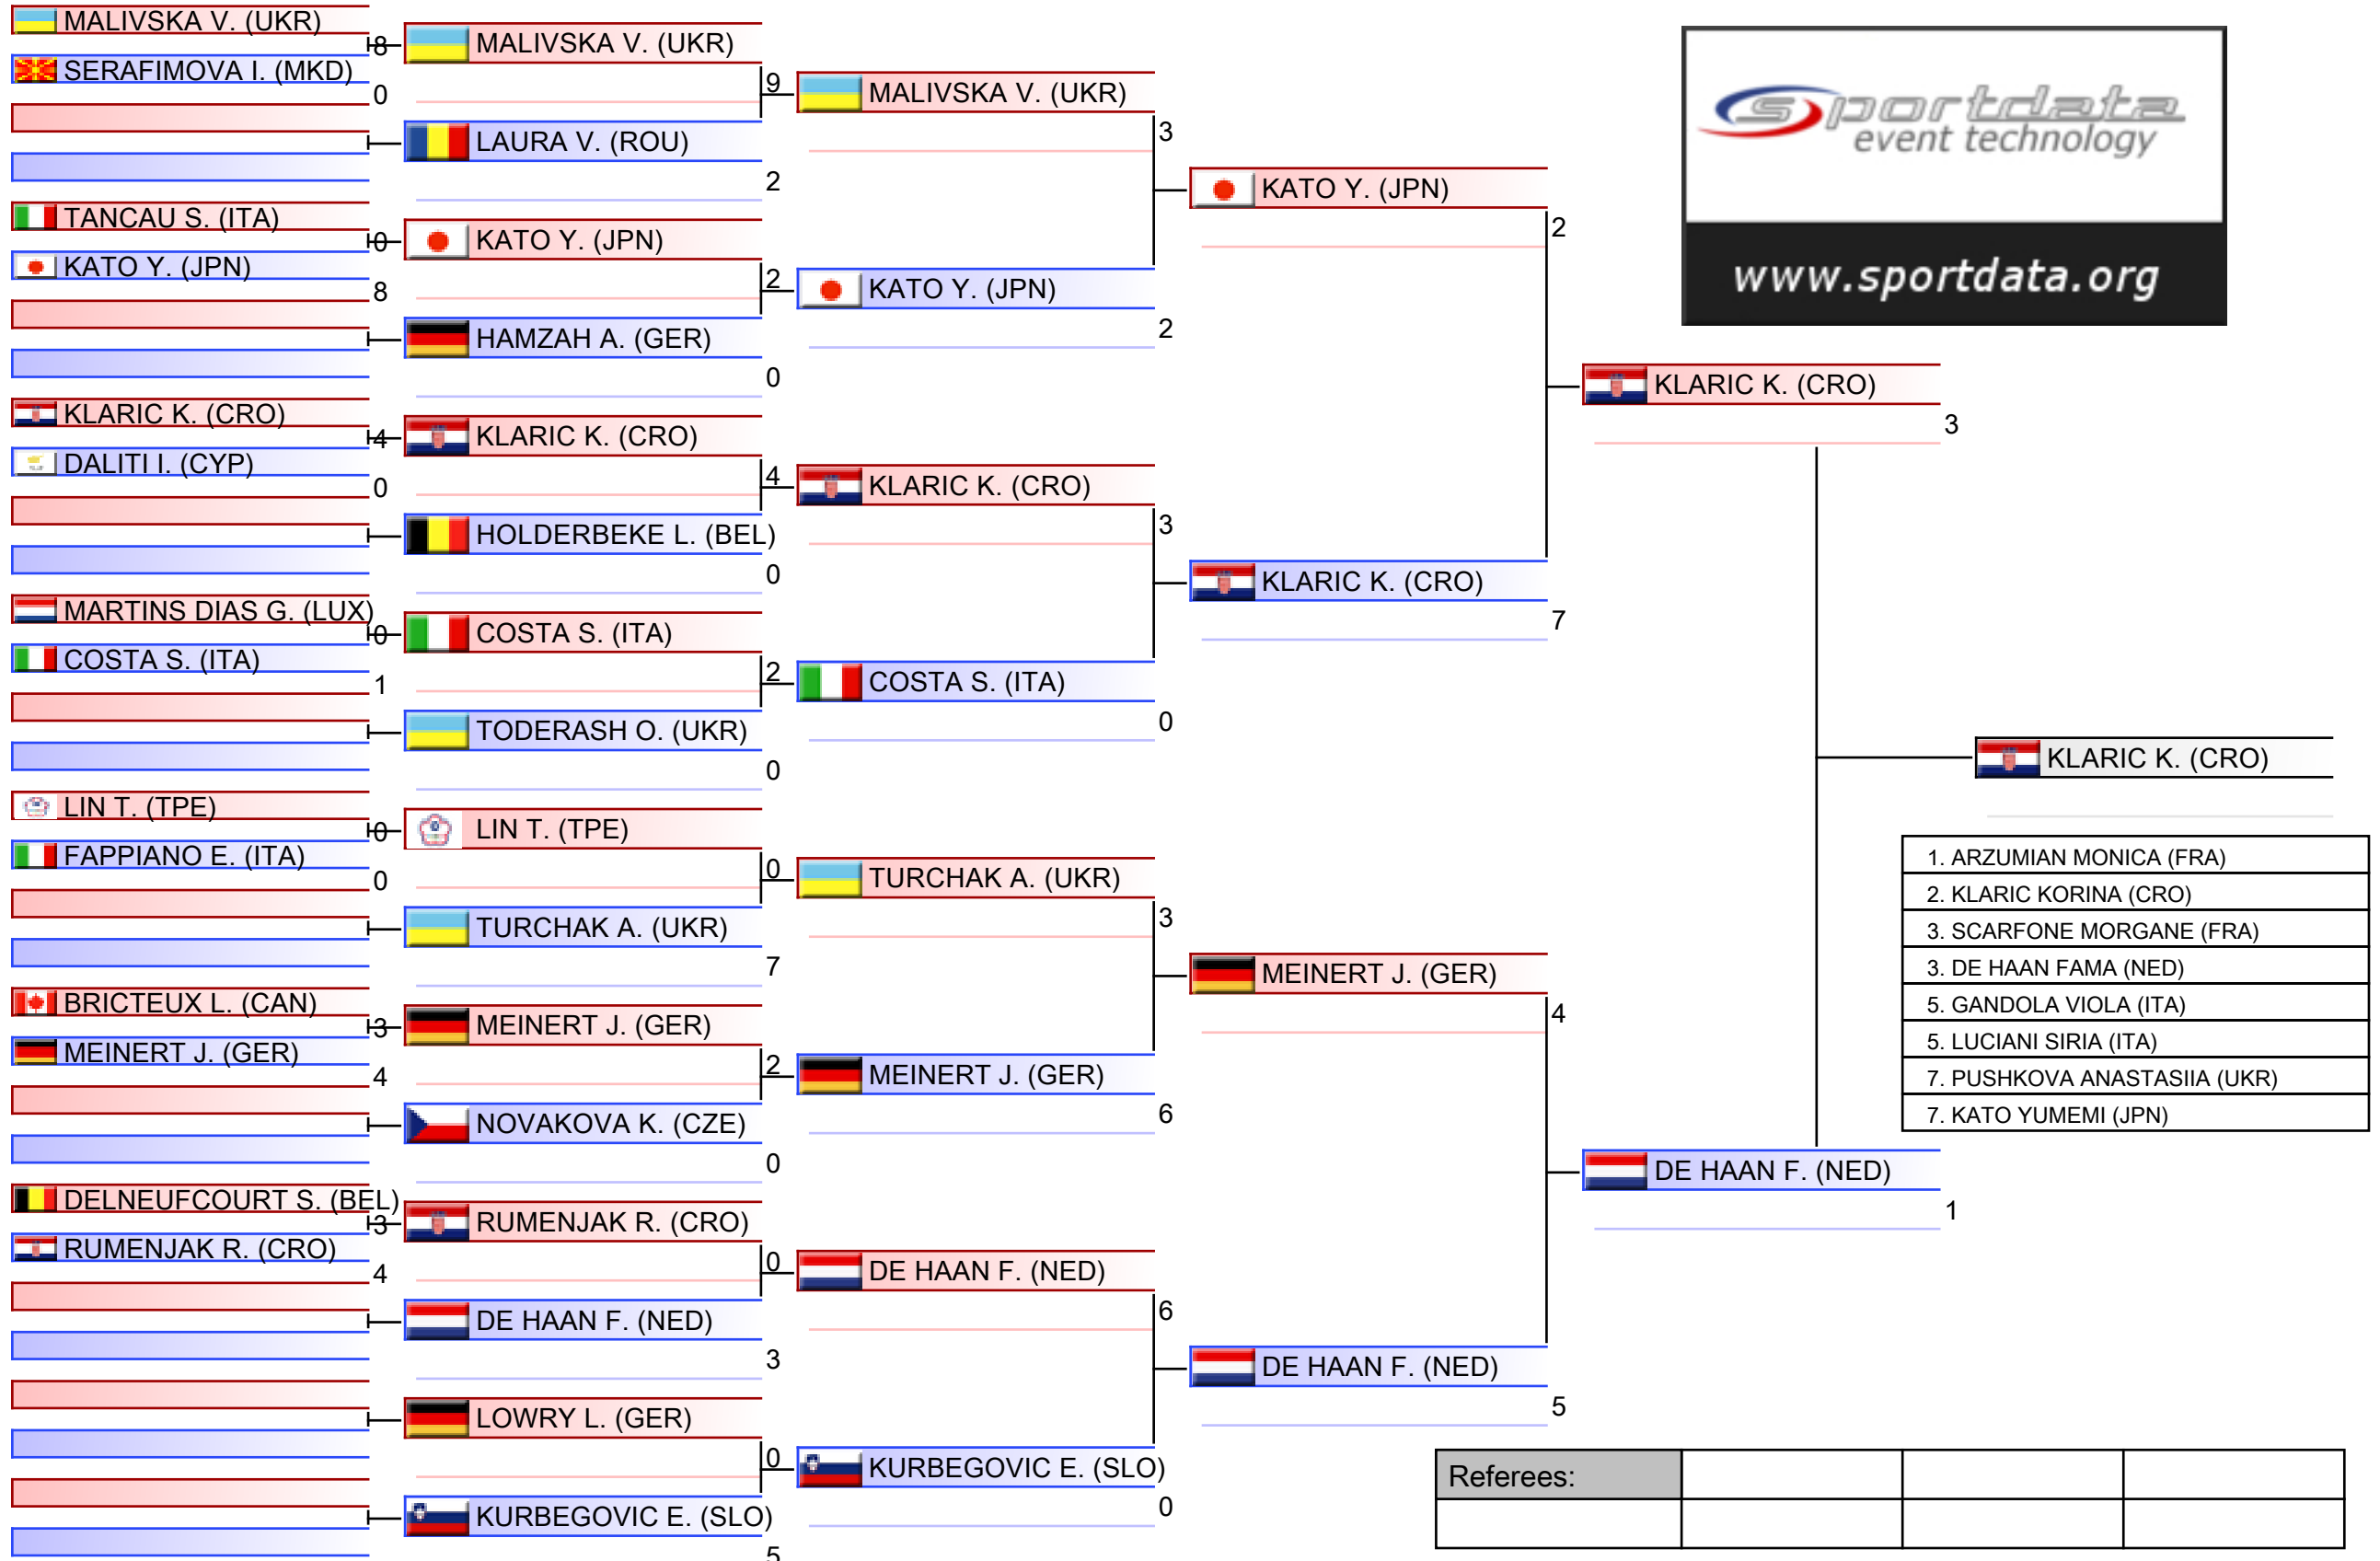 MALIVSKA V. (UKR)
8
SERAFIMOVA I. (MKD)
0
TANCAU S. (ITA)
0
KATO Y. (JPN)
8
KLARIC K. (CRO)
4
DALITI I. (CYP)
0
MARTINS DIAS G. (LUX)
0
COSTA S. (ITA)
1
LIN T. (TPE)
0
FAPPIANO E. (ITA)
0
BRICTEUX L. (CAN)
3
MEINERT J. (GER)
4
DELNEUFCOURT S. (BEL)
3
RUMENJAK R. (CRO)
4
MALIVSKA V. (UKR)
9
LAURA V. (ROU)
2
KATO Y. (JPN)
2
HAMZAH A. (GER)
0
KLARIC K. (CRO)
4
HOLDERBEKE L. (BEL)
0
COSTA S. (ITA)
2
TODERASH O. (UKR)
0
LIN T. (TPE)
0
TURCHAK A. (UKR)
7
MEINERT J. (GER)
2
NOVAKOVA K. (CZE)
0
RUMENJAK R. (CRO)
0
DE HAAN F. (NED)
3
LOWRY L. (GER)
0
KURBEGOVIC E. (SLO)
5
MALIVSKA V. (UKR)
3
KATO Y. (JPN)
2
KLARIC K. (CRO)
3
COSTA S. (ITA)
0
TURCHAK A. (UKR)
3
MEINERT J. (GER)
6
DE HAAN F. (NED)
6
KURBEGOVIC E. (SLO)
0
KATO Y. (JPN)
2
KLARIC K. (CRO)
7
MEINERT J. (GER)
4
DE HAAN F. (NED)
5
KLARIC K. (CRO)
3
DE HAAN F. (NED)
1
KLARIC K. (CRO)
sportdata
event technology
www.sportdata.org
1. ARZUMIAN MONICA (FRA)
2. KLARIC KORINA (CRO)
3. SCARFONE MORGANE (FRA)
3. DE HAAN FAMA (NED)
5. GANDOLA VIOLA (ITA)
5. LUCIANI SIRIA (ITA)
7. PUSHKOVA ANASTASIIA (UKR)
7. KATO YUMEMI (JPN)
Referees: